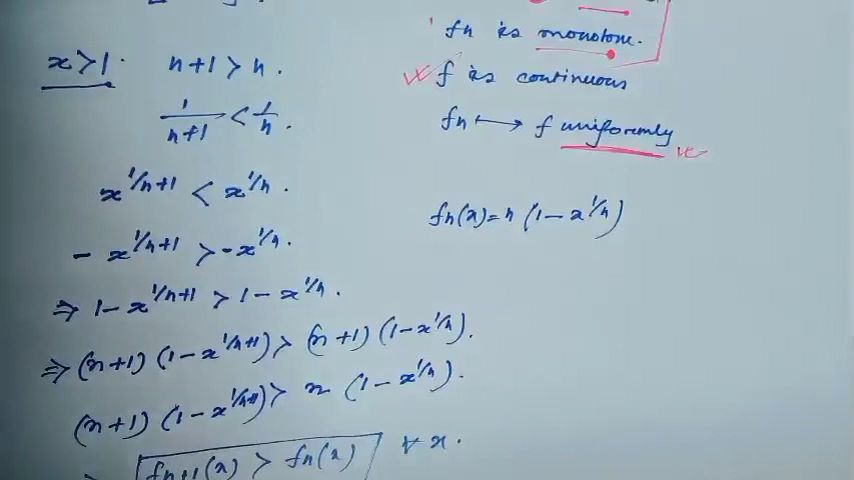 x>1. n+1>n.
1/(n+1) < 1/n.
x^{1/n+1} < x^{1/n}.
- x^{1/n+1} > - x^{1/n}.
⇒ 1 - x^{1/n+1} > 1 - x^{1/n}.
⇒ (n+1) (1 - x^{1/n+1}) > (n+1) (1 - x^{1/n}).
(n+1) (1 - x^{1/n+1}) > n (1 - x^{1/n}).
fn+1(x) > fn(x) ∀ x.
fn is monotone.
f is continuous
fn ⟼ f uniformly
fn(x) = n (1 - x^{1/n})